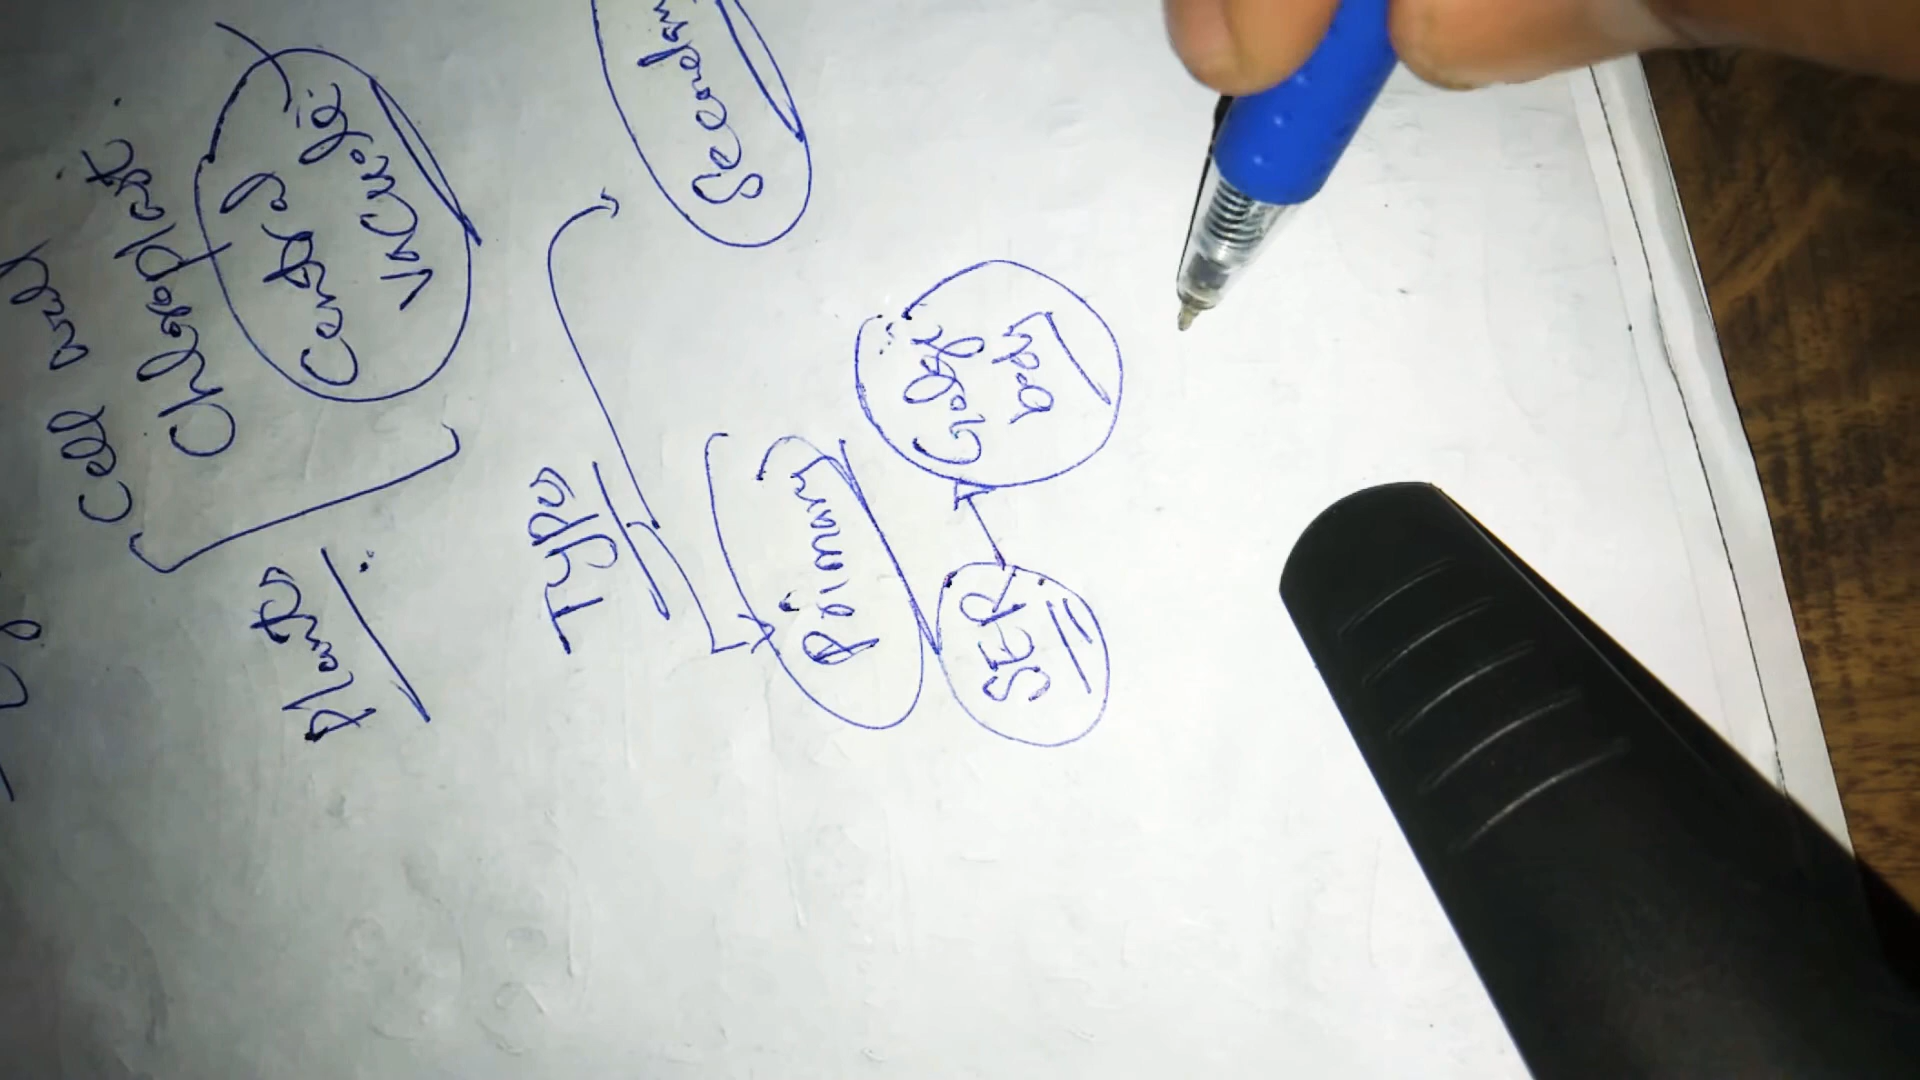 Cell wall
Chloroplast.
Central
Vacuole
Plants
Types
Primary
Secondary
SER
Golgi
body